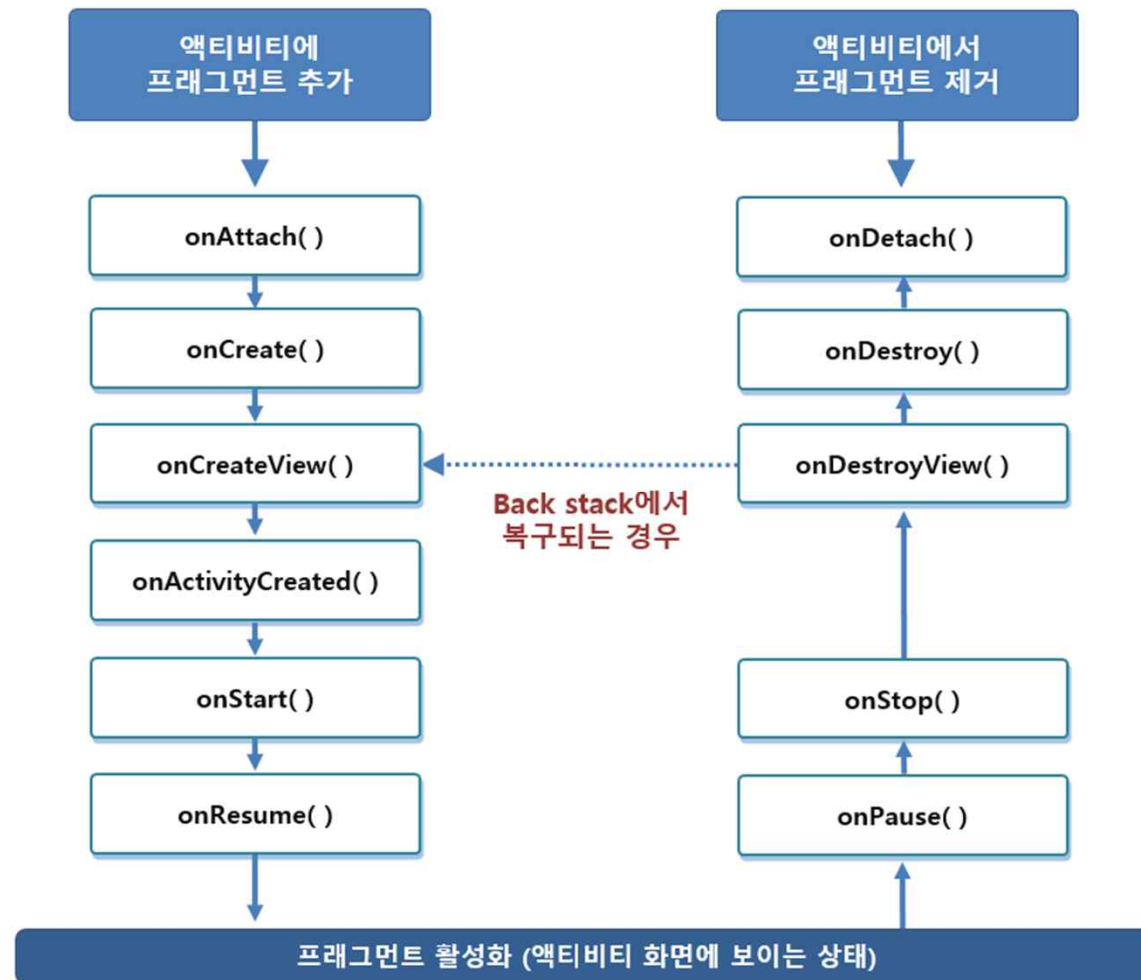 액티비티에
프래그먼트 추가
onAttach( )
onCreate( )
onCreateView( )
onActivityCreated( )
onStart( )
onResume( )
액티비티에서
프래그먼트 제거
onDetach( )
onDestroy( )
onDestroyView( )
onStop( )
onPause( )
Back stack에서
복구되는 경우
프래그먼트 활성화 (액티비티 화면에 보이는 상태)